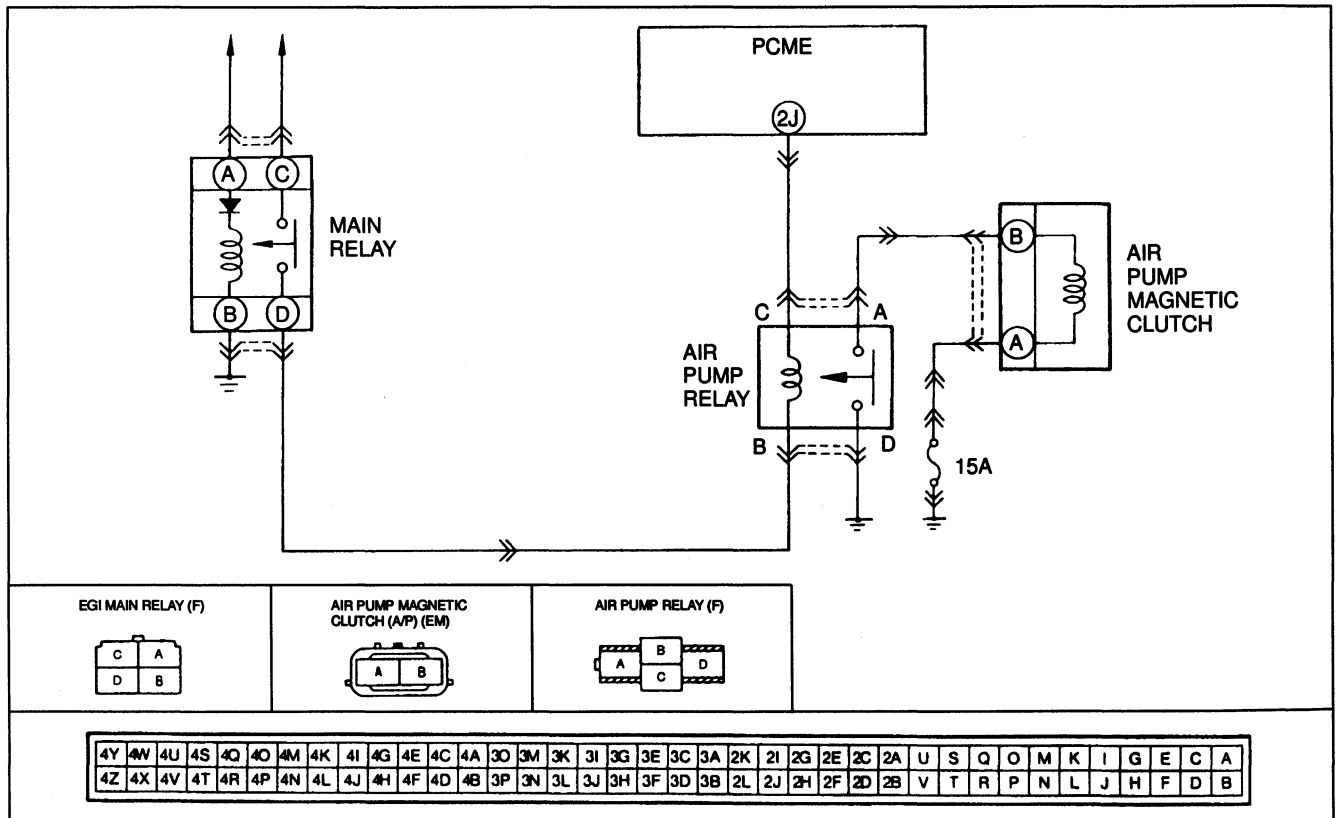 PCME
2J
A C
MAIN
RELAY
B D
B
A
AIR
PUMP
MAGNETIC
CLUTCH
C A
AIR
PUMP
RELAY
B D
15A
EGI MAIN RELAY (F)
C A
D B
AIR PUMP MAGNETIC
CLUTCH (A/P) (EM)
A B
AIR PUMP RELAY (F)
A B C D
4Y 4W 4U 4S 4Q 4O 4M 4K 4I 4G 4E 4C 4A 3O 3M 3K 3I 3G 3E 3C 3A 2K 2I 2G 2E 2C 2A U S Q O M K I G E C A
4Z 4X 4V 4T 4R 4P 4N 4L 4J 4H 4F 4D 4B 3P 3N 3L 3J 3H 3F 3D 3B 2L 2J 2H 2F 2D 2B V T R P N L J H F D B